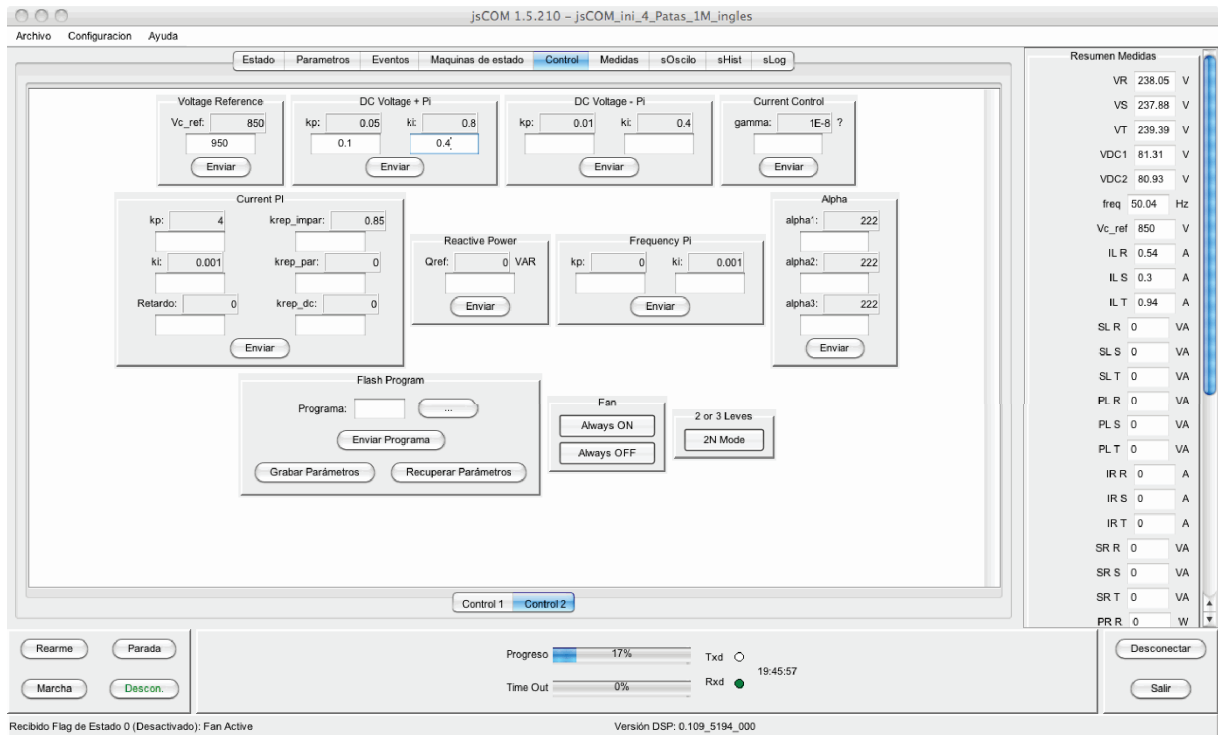 jsCOM 1.5.210 – jsCOM_ini_4_Patas_1M_ingles
Archivo Configuracion Ayuda
Estado Parametros Eventos Maquinas de estado Control Medidas sOscilo sHist sLog
Voltage Reference
Vc_ref: 850
950
Enviar
DC Voltage + Pi
kp: 0.05 ki: 0.8
0.1 0.4
Enviar
DC Voltage - Pi
kp: 0.01 ki: 0.4
Enviar
Current Control
gamma: 1E-8 ?
Enviar
Current PI
kp: 4 krep_impar: 0.85
ki: 0.001 krep_par: 0
Retardo: 0 krep_dc: 0
Enviar
Reactive Power
Qref: 0 VAR
Enviar
Frequency Pi
kp: 0 ki: 0.001
Enviar
Alpha
alpha1: 222
alpha2: 222
alpha3: 222
Enviar
Flash Program
Programa: ...
Enviar Programa
Grabar Parámetros Recuperar Parámetros
Fan
Always ON
Always OFF
2 or 3 Leves
2N Mode
Control 1 Control 2
Resumen Medidas
VR 238.05 V
VS 237.88 V
VT 239.39 V
VDC1 81.31 V
VDC2 80.93 V
freq 50.04 Hz
Vc_ref 850 V
IL R 0.54 A
IL S 0.3 A
IL T 0.94 A
SL R 0 VA
SL S 0 VA
SL T 0 VA
PL R 0 VA
PL S 0 VA
PL T 0 VA
IR R 0 A
IR S 0 A
IR T 0 A
SR R 0 VA
SR S 0 VA
SR T 0 VA
PR R 0 W
Rearme Parada
Marcha Descon.
Progreso 17% Txd
Time Out 0% Rxd
19:45:57
Desconectar
Salir
Recibido Flag de Estado 0 (Desactivado): Fan Active
Versión DSP: 0.109_5194_000